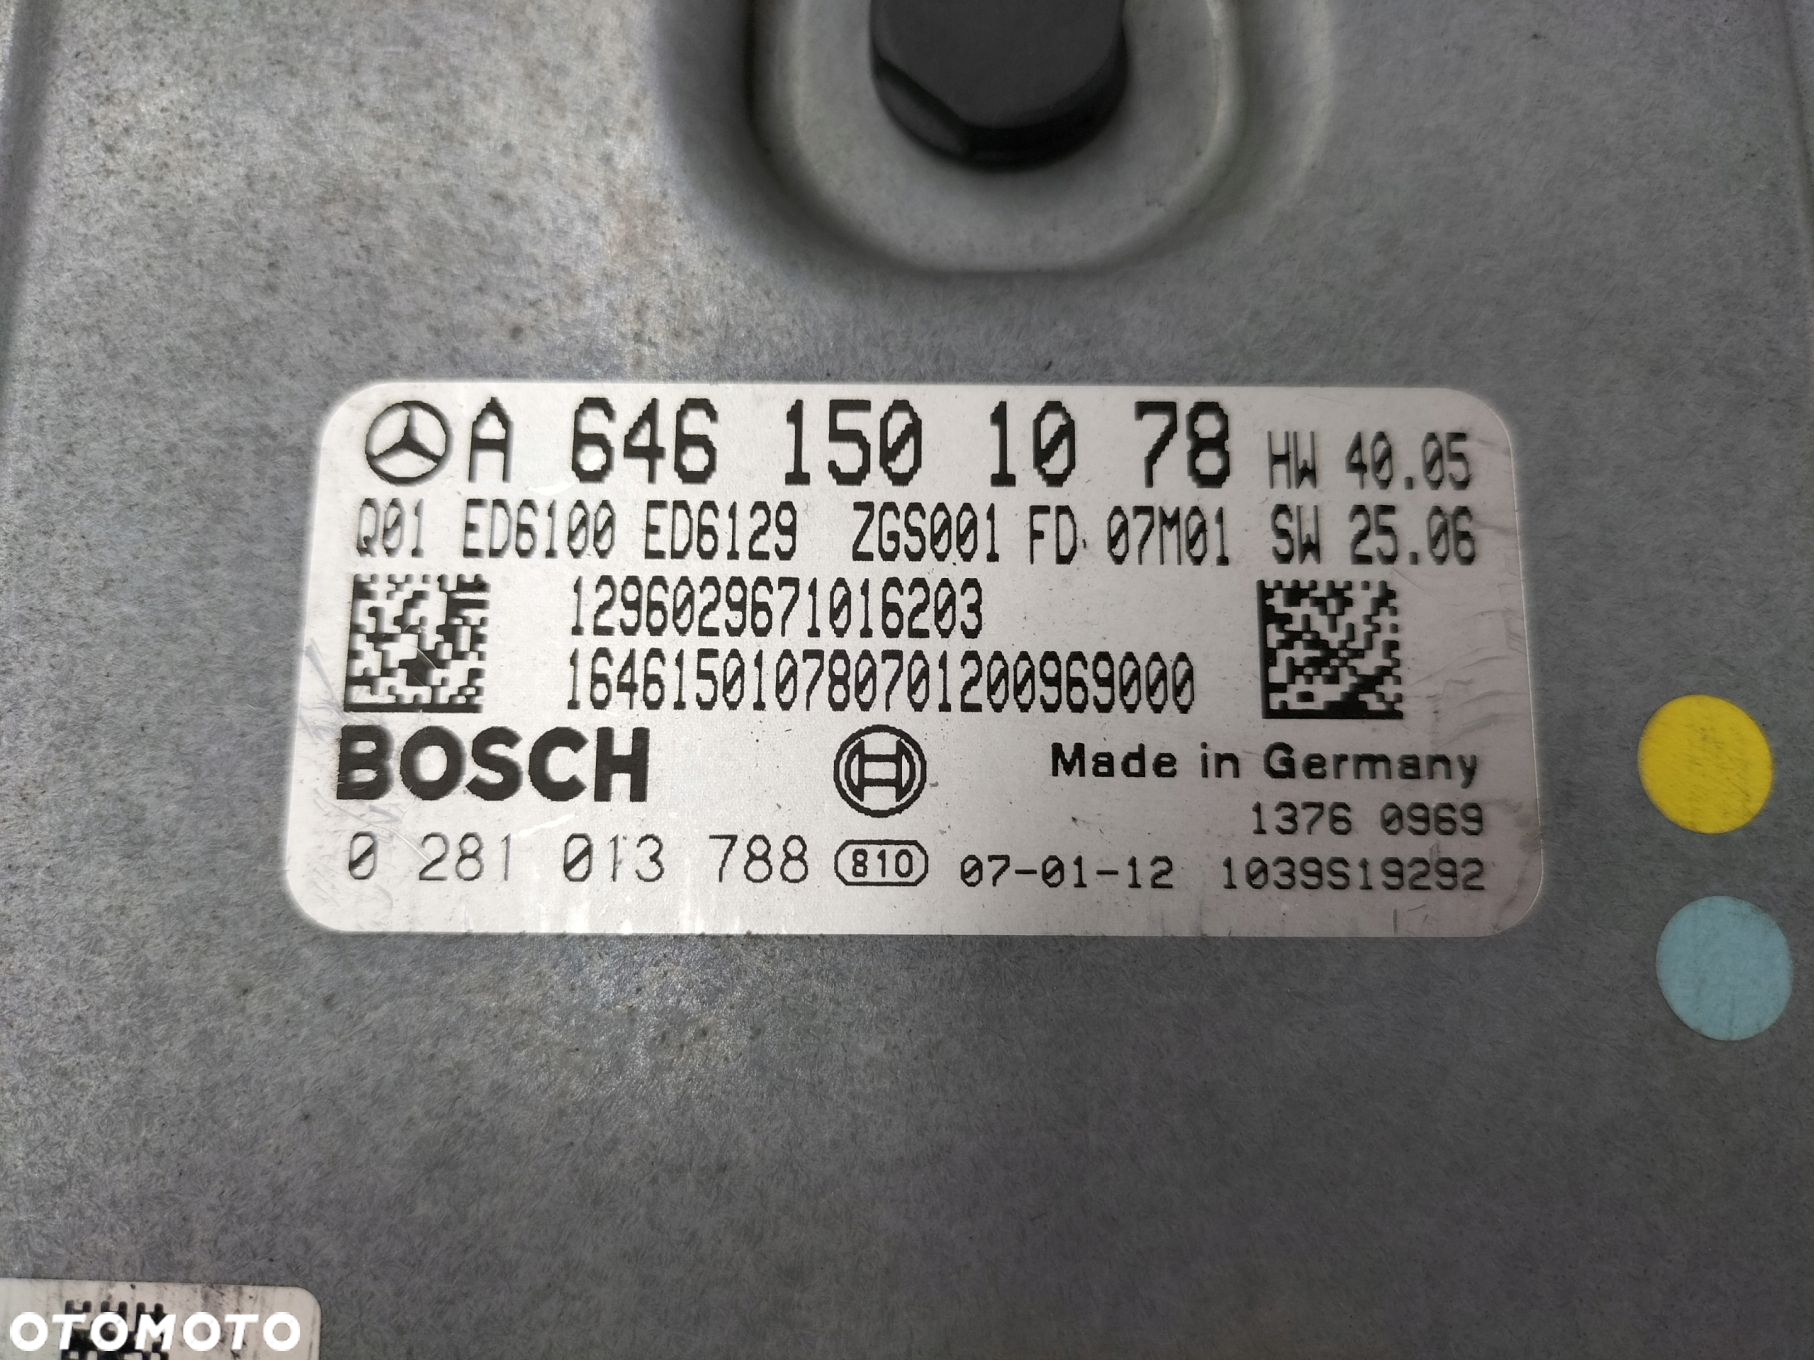 A 646 150 10 78 HW 40.05
Q01 ED6100 ED6129 ZGS001 FD 07M01 SW 25.06
1296029671016203
16461501078070120096900​0
BOSCH Made in Germany
1376 0969
0 281 013 788 810 07-01-12 1039S19292
OTOMOTO